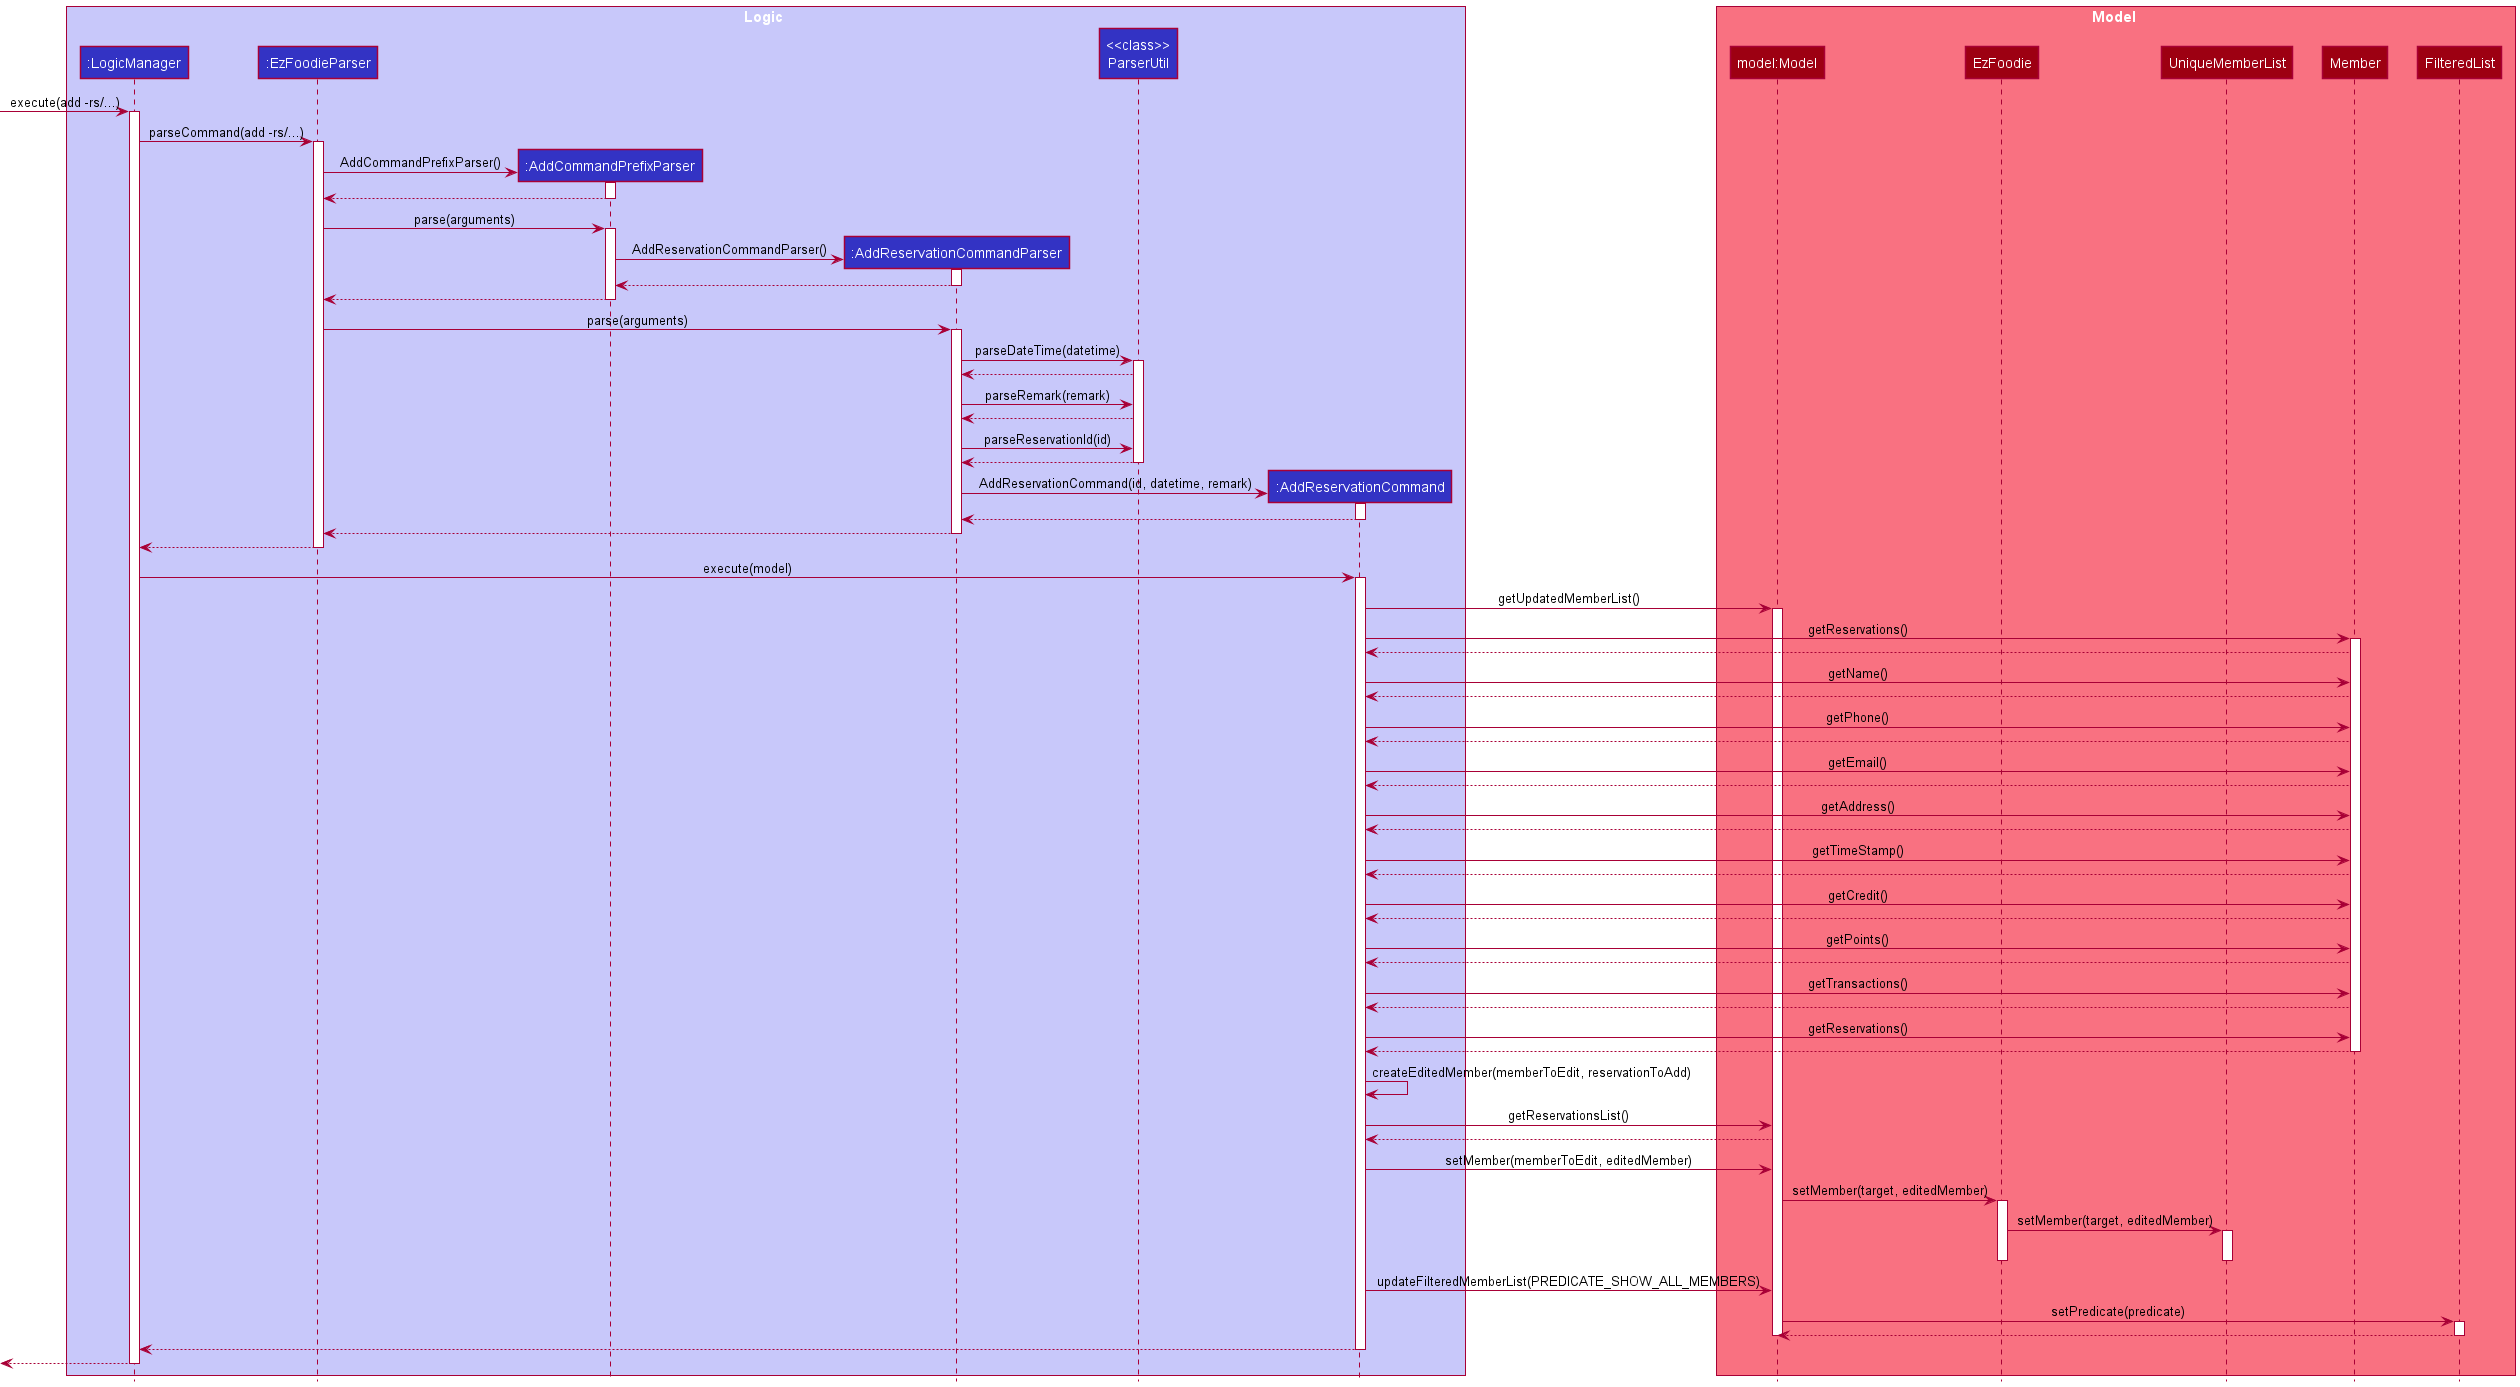 Logic
Model
<<class>>
ParserUtil
:LogicManager
:EzFoodieParser
model:Model
EzFoodie
UniqueMemberList
Member
FilteredList
execute(add -rs/...)
parseCommand(add -rs/...)
AddCommandPrefixParser()
:AddCommandPrefixParser
parse(arguments)
AddReservationCommandParser()
:AddReservationCommandParser
parse(arguments)
parseDateTime(datetime)
parseRemark(remark)
parseReservationId(id)
AddReservationCommand(id, datetime, remark)
:AddReservationCommand
execute(model)
getUpdatedMemberList()
getReservations()
getName()
getPhone()
getEmail()
getAddress()
getTimeStamp()
getCredit()
getPoints()
getTransactions()
getReservations()
createEditedMember(memberToEdit, reservationToAdd)
getReservationsList()
setMember(memberToEdit, editedMember)
setMember(target, editedMember)
setMember(target, editedMember)
updateFilteredMemberList(PREDICATE_SHOW_ALL_MEMBERS)
setPredicate(predicate)